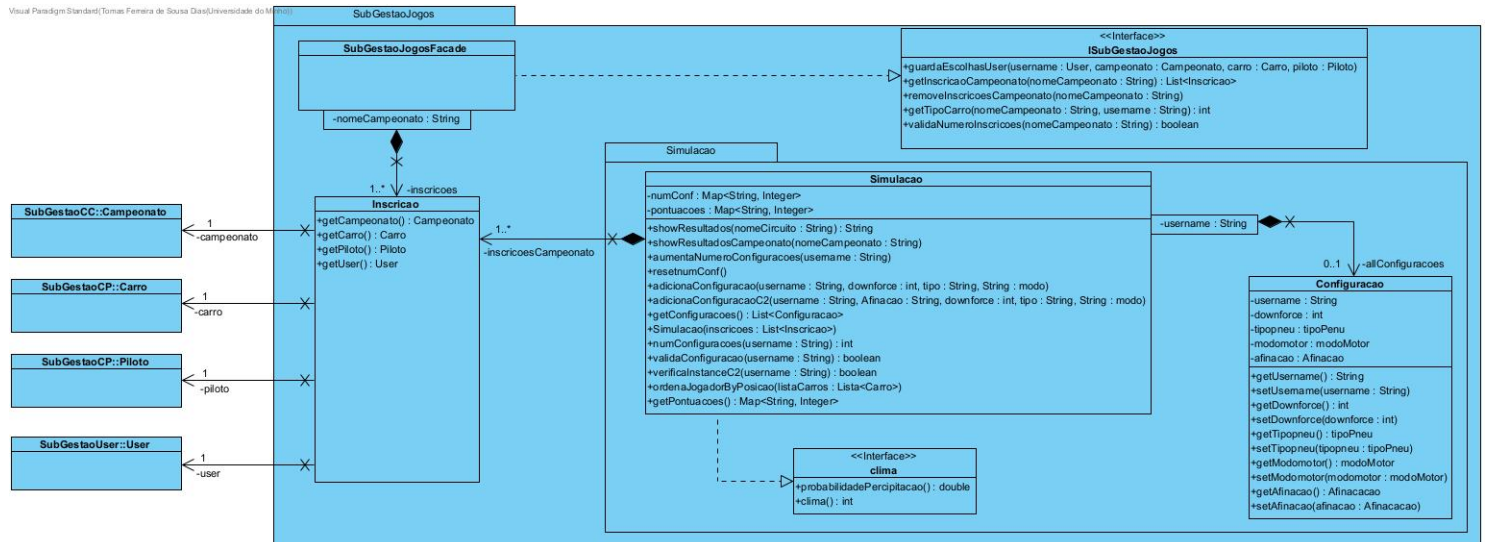 Visual Paradigm Standard(Tomas Ferreira de Sousa Dias(Universidade do Minho))
SubGestaoJogos
SubGestaoJogosFacade
-nomeCampeonato : String
<<Interface>>
ISubGestaoJogos
+guardaEscolhasUser(username : User, campeonato : Campeonato, carro : Carro, piloto : Piloto)
+getInscricaoCampeonato(nomeCampeonato : String) : List<Inscricao>
+removeInscricoesCampeonato(nomeCampeonato : String)
+getTipoCarro(nomeCampeonato : String, username : String) : int
+validaNumeroInscricoes(nomeCampeonato : String) : boolean
1..*
-inscricoes
Inscricao
+getCampeonato() : Campeonato
+getCarro() : Carro
+getPiloto() : Piloto
+getUser() : User
SubGestaoCC::Campeonato
1
-campeonato
SubGestaoCP::Carro
1
-carro
SubGestaoCP::Piloto
1
-piloto
SubGestaoUser::User
1
-user
1..*
-inscricoesCampeonato
Simulacao
Simulacao
-numConf : Map<String, Integer>
-pontuacoes : Map<String, Integer>
+showResultados(nomeCircuito : String) : String
+showResultadosCampeonato(nomeCampeonato : String)
+aumentaNumeroConfiguracoes(username : String)
+resetnumConf()
+adicionaConfiguracao(username : String, downforce : int, tipo : String, String : modo)
+adicionaConfiguracaoC2(username : String, Afinacao : String, downforce : int, tipo : String, String : modo)
+getConfiguracoes() : List<Configuracao>
+Simulacao(inscricoes : List<Inscricao>)
+numConfiguracoes(username : String) : int
+validaConfiguracao(username : String) : boolean
+verificaInstanceC2(username : String) : boolean
+ordenaJogadorByPosicao(listaCarros : Lista<Carro>)
+getPontuacoes() : Map<String, Integer>
-username : String
0..1
-allConfiguracoes
<<Interface>>
clima
+probabilidadePercipitacao() : double
+clima() : int
Configuracao
-username : String
-downforce : int
-tipopneu : tipoPenu
-modomotor : modoMotor
-afinacao : Afinacao
+getUsername() : String
+setUsername(username : String)
+getDownforce() : int
+setDownforce(downforce : int)
+getTipopneu() : tipoPneu
+setTipopneu(tipopneu : tipoPneu)
+getModomotor() : modoMotor
+setModomotor(modomotor : modoMotor)
+getAfinacao() : Afinacacao
+setAfinacao(afinacao : Afinacacao)